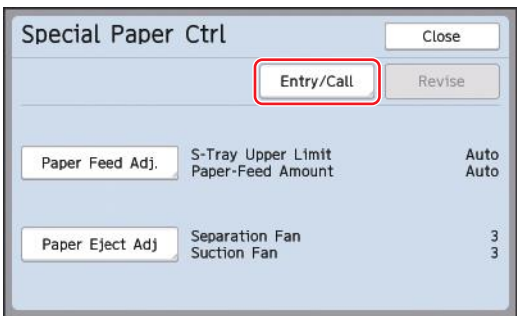 Special Paper Ctrl
Close
Entry/Call
Revise
Paper Feed Adj.
S-Tray Upper Limit Auto
Paper-Feed Amount Auto
Paper Eject Adj
Separation Fan 3
Suction Fan 3